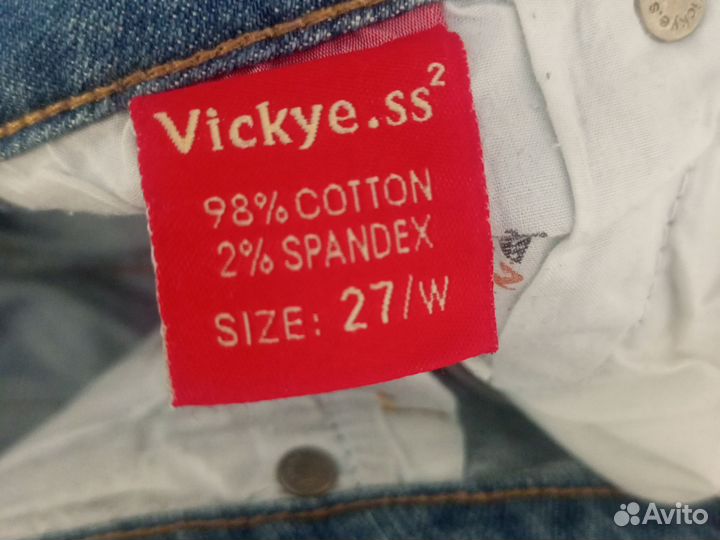 Vickye.ss²
98% COTTON
2% SPANDEX
SIZE: 27/W
Avito